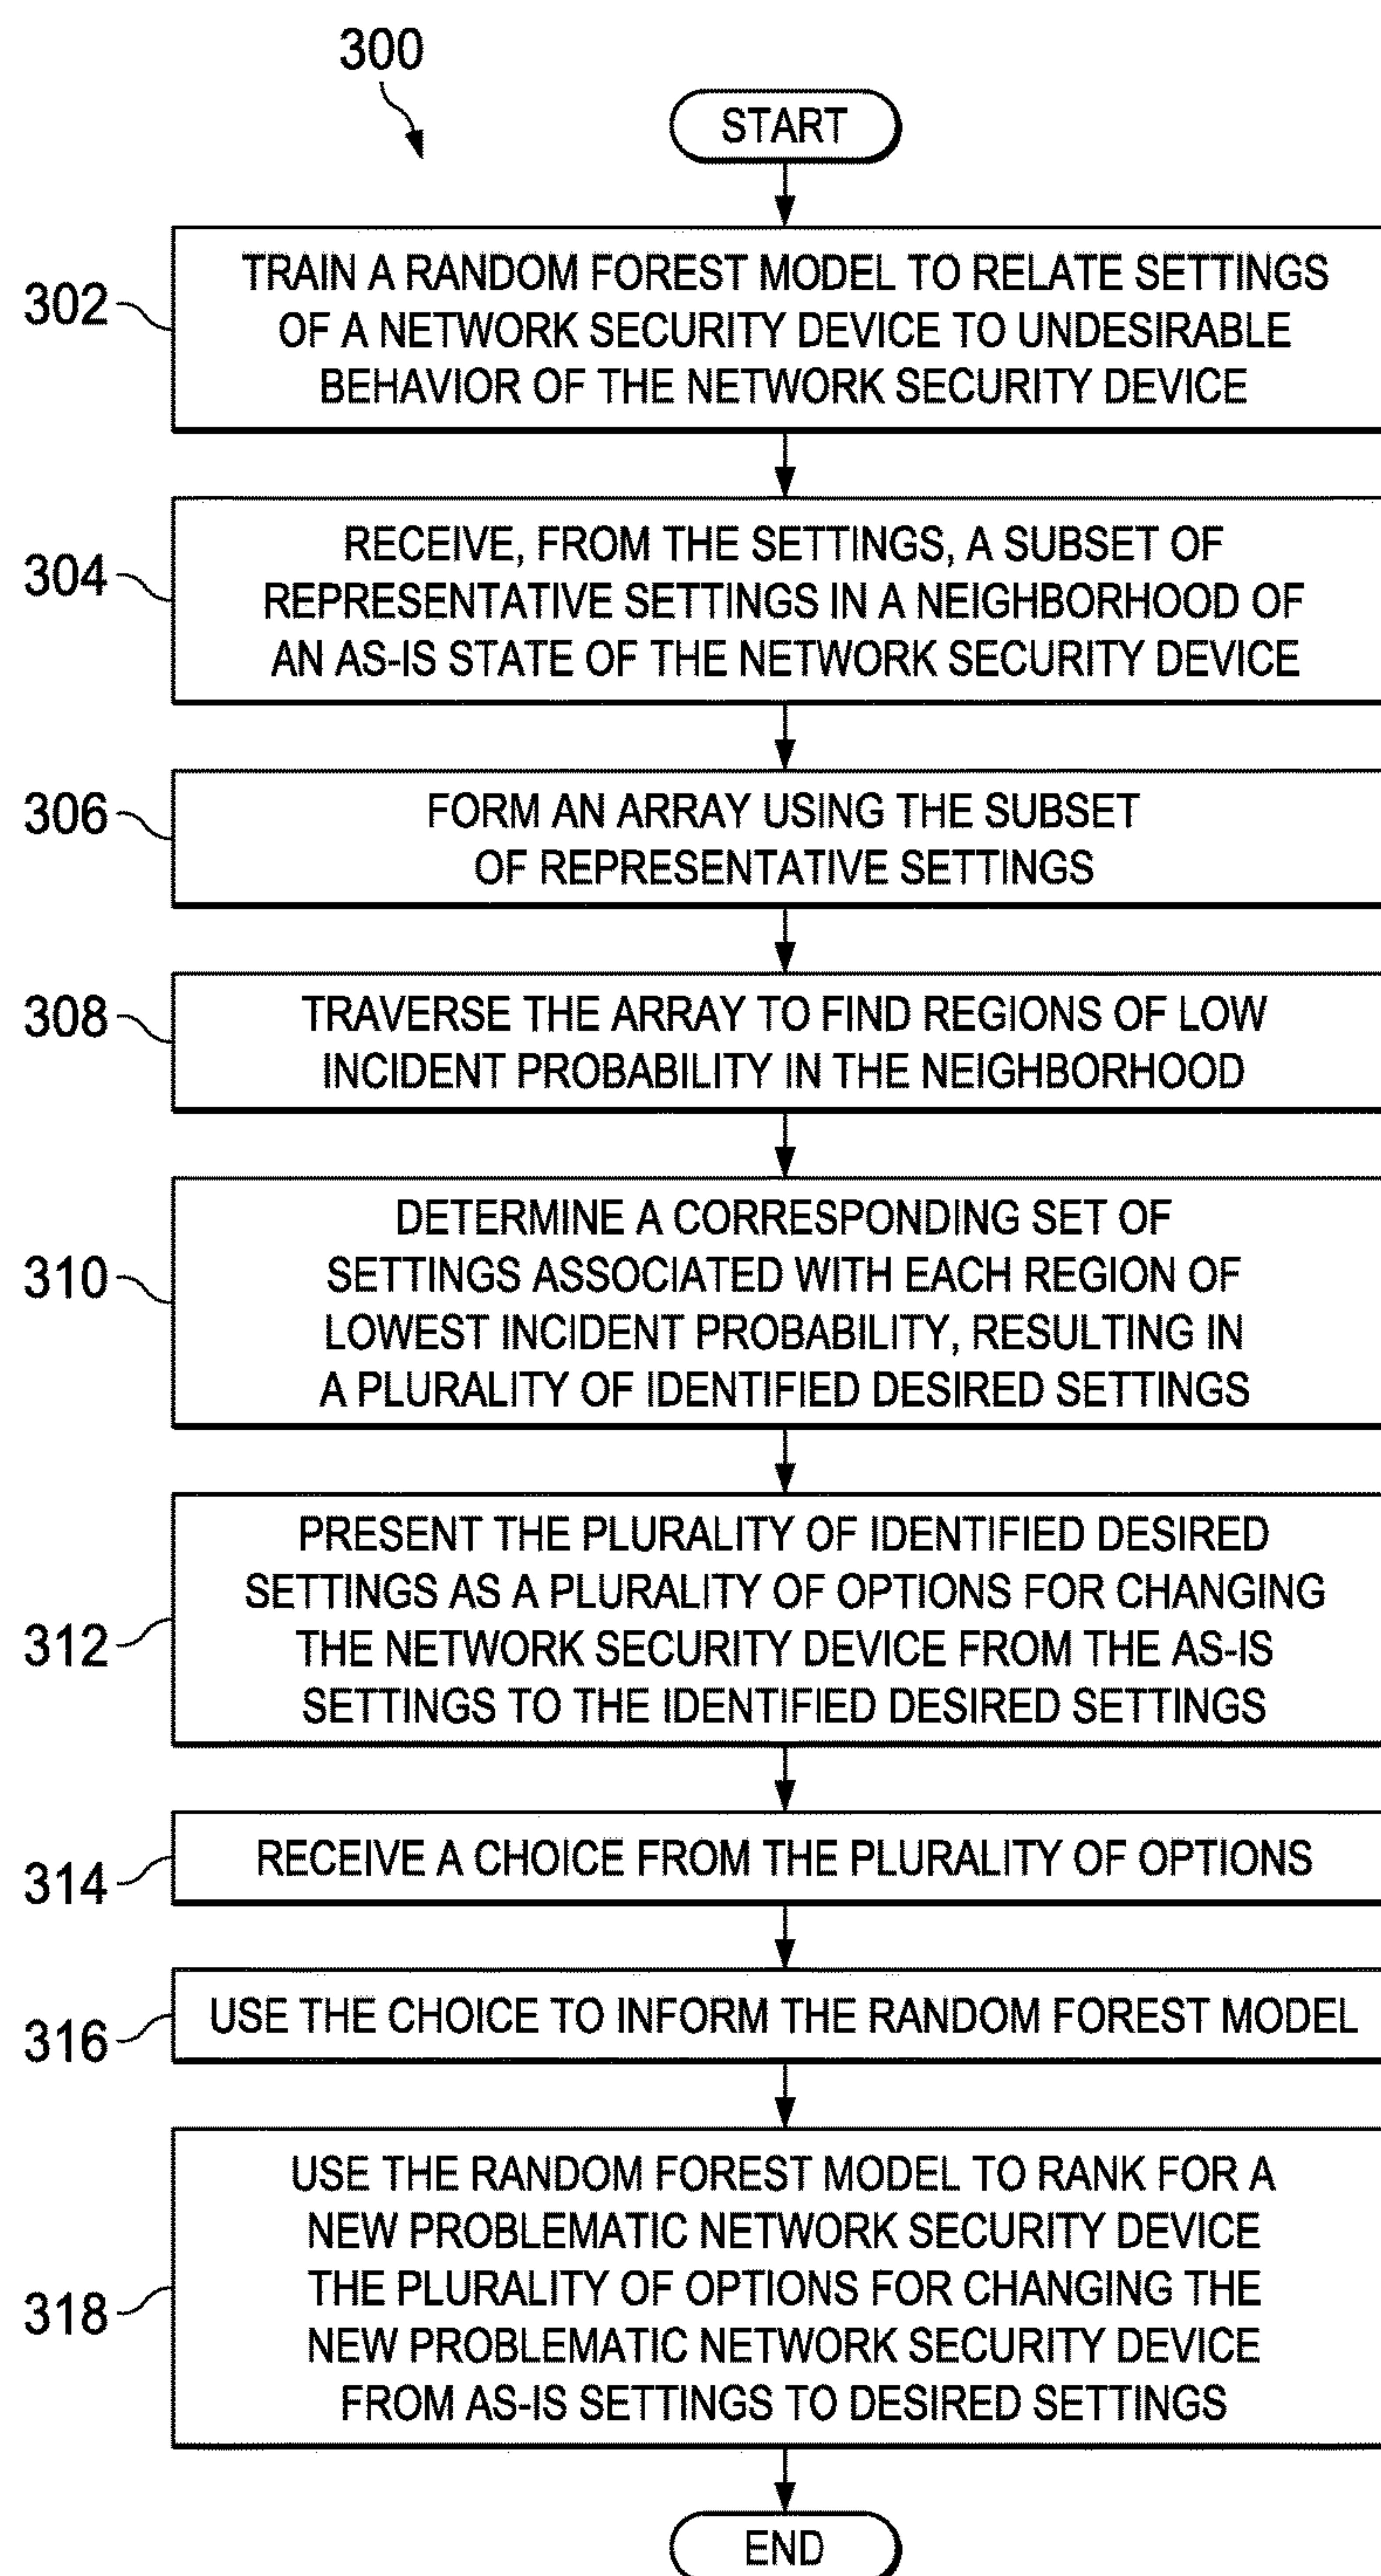 300
START
302
TRAIN A RANDOM FOREST MODEL TO RELATE SETTINGS
OF A NETWORK SECURITY DEVICE TO UNDESIRABLE
BEHAVIOR OF THE NETWORK SECURITY DEVICE
304
RECEIVE, FROM THE SETTINGS, A SUBSET OF
REPRESENTATIVE SETTINGS IN A NEIGHBORHOOD OF
AN AS-IS STATE OF THE NETWORK SECURITY DEVICE
306
FORM AN ARRAY USING THE SUBSET
OF REPRESENTATIVE SETTINGS
308
TRAVERSE THE ARRAY TO FIND REGIONS OF LOW
INCIDENT PROBABILITY IN THE NEIGHBORHOOD
310
DETERMINE A CORRESPONDING SET OF
SETTINGS ASSOCIATED WITH EACH REGION OF
LOWEST INCIDENT PROBABILITY, RESULTING IN
A PLURALITY OF IDENTIFIED DESIRED SETTINGS
312
PRESENT THE PLURALITY OF IDENTIFIED DESIRED
SETTINGS AS A PLURALITY OF OPTIONS FOR CHANGING
THE NETWORK SECURITY DEVICE FROM THE AS-IS
SETTINGS TO THE IDENTIFIED DESIRED SETTINGS
314
RECEIVE A CHOICE FROM THE PLURALITY OF OPTIONS
316
USE THE CHOICE TO INFORM THE RANDOM FOREST MODEL
318
USE THE RANDOM FOREST MODEL TO RANK FOR A
NEW PROBLEMATIC NETWORK SECURITY DEVICE
THE PLURALITY OF OPTIONS FOR CHANGING THE
NEW PROBLEMATIC NETWORK SECURITY DEVICE
FROM AS-IS SETTINGS TO DESIRED SETTINGS
END